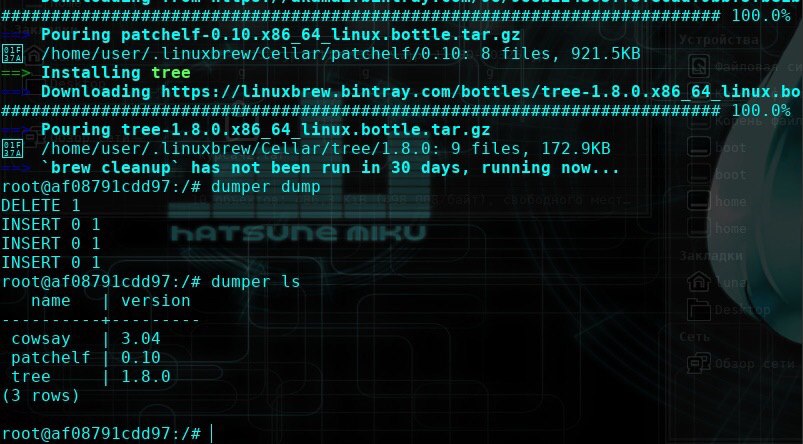 ######################################################################## 100.0%
==> Pouring patchelf-0.10.x86_64_linux.bottle.tar.gz
/home/user/.linuxbrew/Cellar/patchelf/0.10: 8 files, 921.5KB
==> Installing tree
==> Downloading https://linuxbrew.bintray.com/bottles/tree-1.8.0.x86_64_linux.bo
######################################################################## 100.0%
==> Pouring tree-1.8.0.x86_64_linux.bottle.tar.gz
/home/user/.linuxbrew/Cellar/tree/1.8.0: 9 files, 172.9KB
==> `brew cleanup` has not been run in 30 days, running now...
root@af08791cdd97:/# dumper dump
DELETE 1
INSERT 0 1
INSERT 0 1
INSERT 0 1
root@af08791cdd97:/# dumper ls
name | version
----------+---------
cowsay | 3.04
patchelf | 0.10
tree | 1.8.0
(3 rows)
root@af08791cdd97:/#
HATSUNE MIKU
Устройства
boot
boot
home
home
Закладки
luna
Desktop
Сеть
Обзор сети